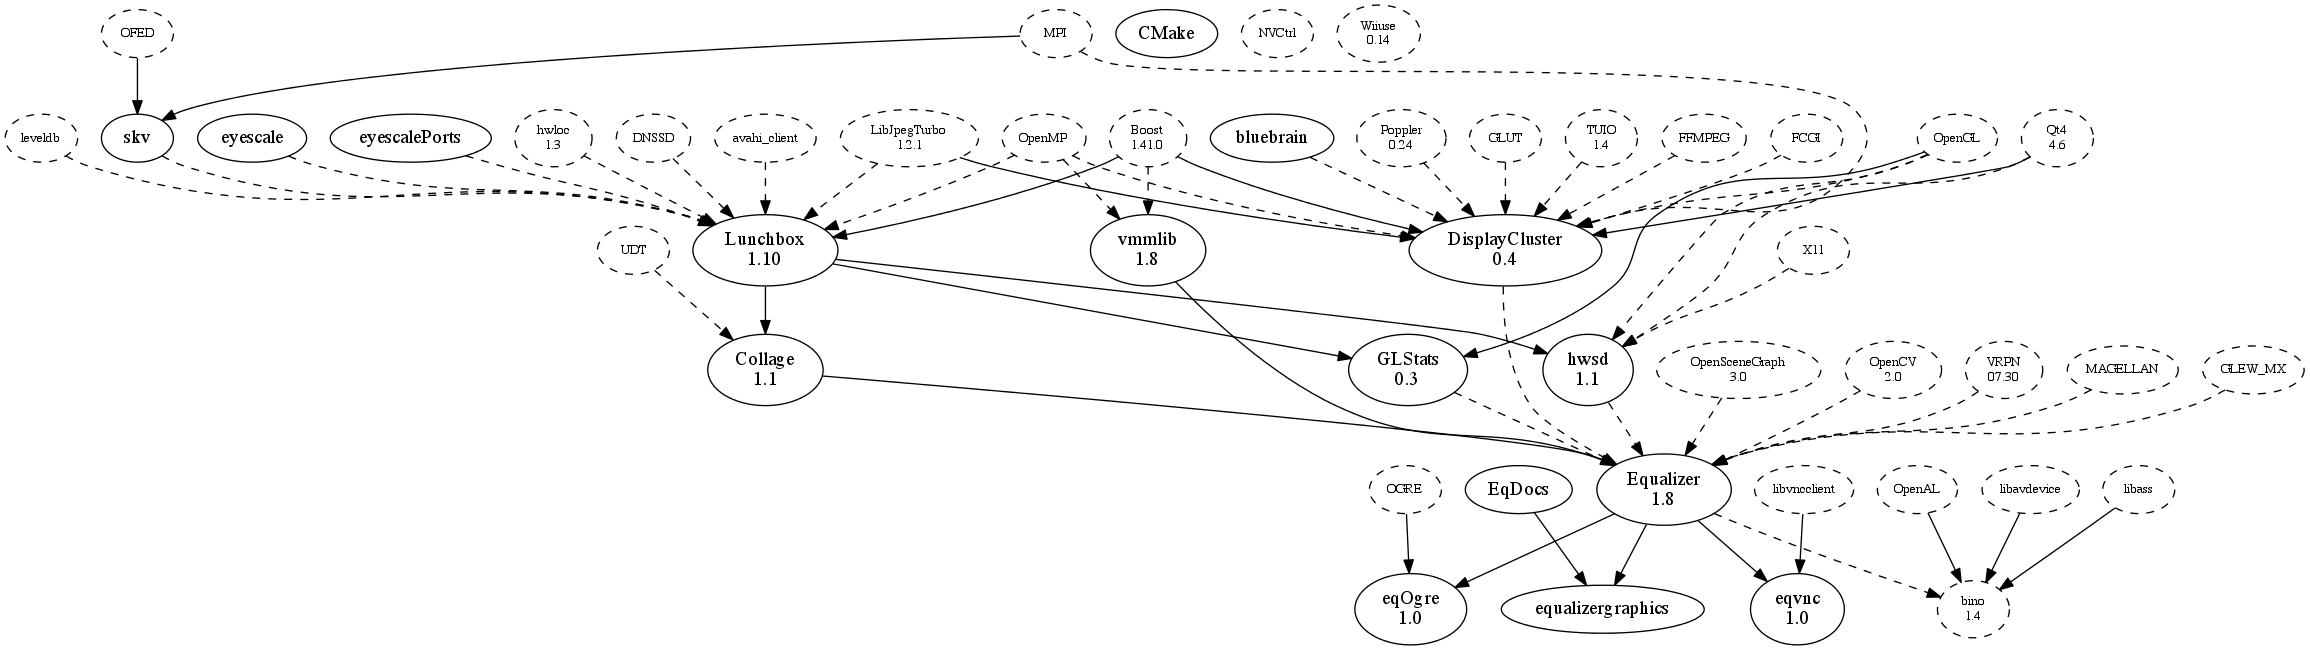 OFED
MPI
CMake
NVCtrl
Wiiuse
0.14
leveldb
skv
eyescale
eyescalePorts
hwloc
1.3
DNSSD
avahi_client
LibJpegTurbo
1.2.1
OpenMP
Boost
1.41.0
bluebrain
Poppler
0.24
GLUT
TUIO
1.4
FFMPEG
FCGI
OpenGL
Qt4
4.6
UDT
Lunchbox
1.10
vmmlib
1.8
DisplayCluster
0.4
X11
Collage
1.1
GLStats
0.3
hwsd
1.1
OpenSceneGraph
3.0
OpenCV
2.0
VRPN
07.30
MAGELLAN
GLEW_MX
OGRE
EqDocs
Equalizer
1.8
libvncclient
OpenAL
libavdevice
libass
eqOgre
1.0
equalizergraphics
eqvnc
1.0
bino
1.4